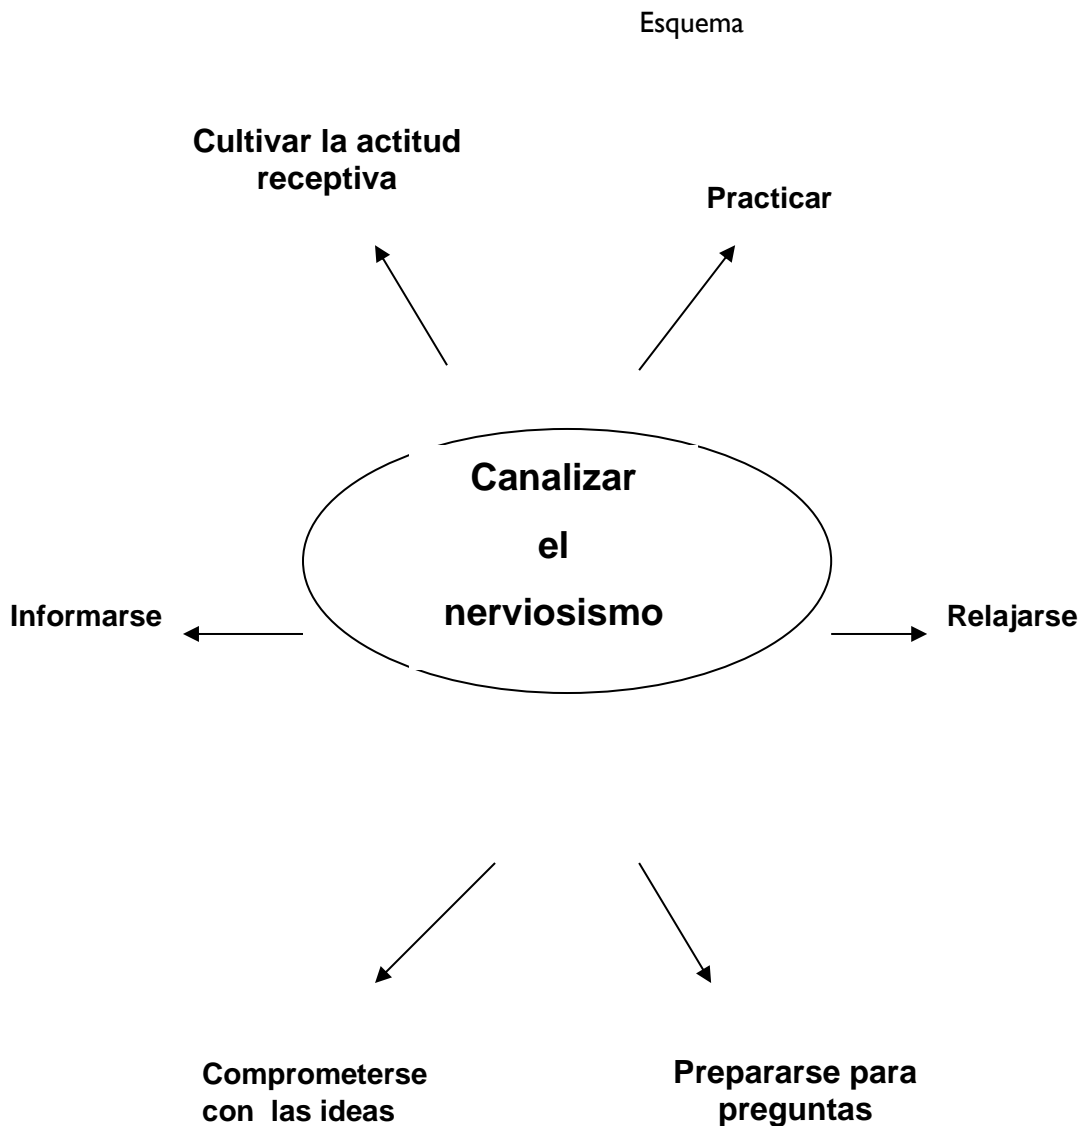 Esquema
Cultivar la actitud
receptiva
Practicar
Canalizar
el
nerviosismo
Informarse
Relajarse
Comprometerse
con las ideas
Prepararse para
preguntas